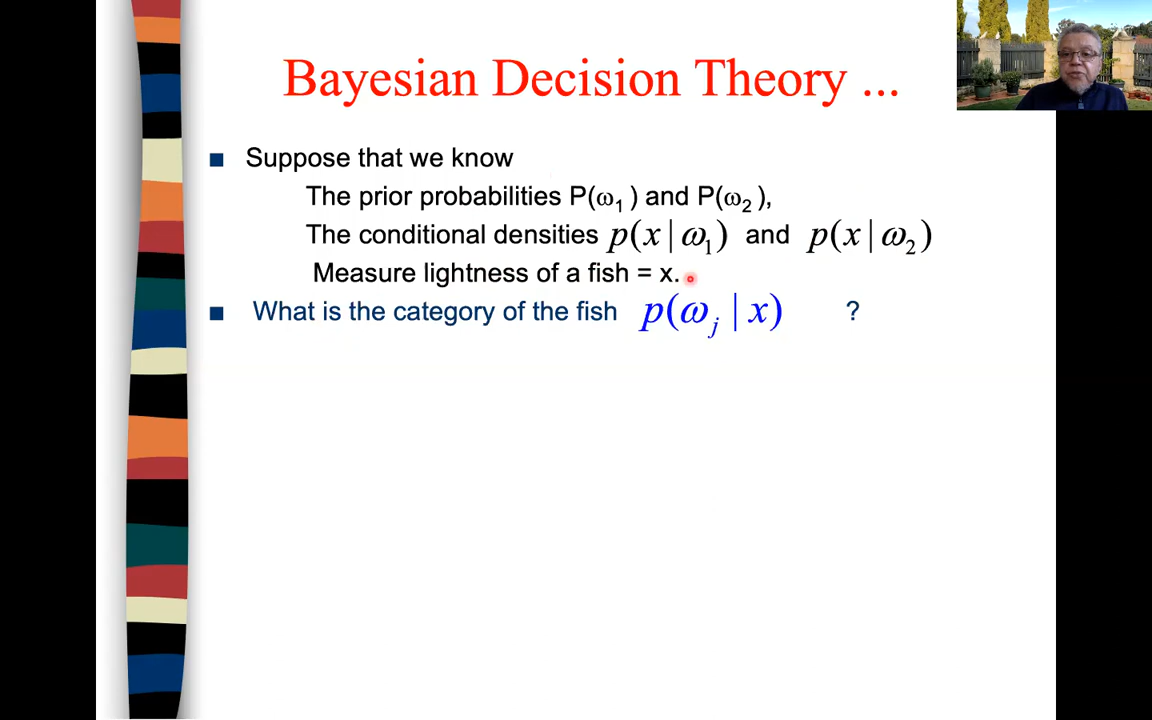 Bayesian Decision Theory ...
■ Suppose that we know
The prior probabilities P(ω₁ ) and P(ω₂ ),
The conditional densities p(x | ω₁) and p(x | ω₂)
Measure lightness of a fish = x.
■ What is the category of the fish p(ωⱼ | x) ?